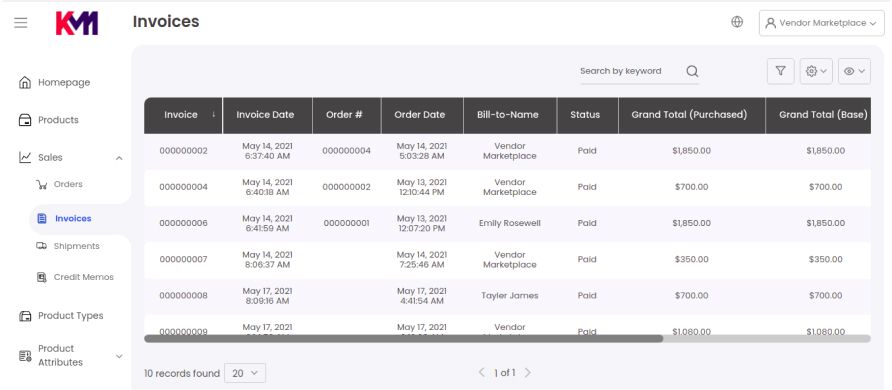 KMM
Invoices
Vendor Marketplace
Homepage
Products
Sales
Orders
Invoices
Shipments
Credit Memos
Product Types
Product
Attributes
Search by keyword
Invoice ↓ Invoice Date Order # Order Date Bill-to-Name Status Grand Total (Purchased) Grand Total (Base)
000000002 May 14, 2021 6:37:40 AM 000000004 May 14, 2021 5:03:28 AM Vendor Marketplace Paid $1,850.00 $1,850.00
000000004 May 14, 2021 6:40:18 AM 000000002 May 13, 2021 12:10:44 PM Vendor Marketplace Paid $700.00 $700.00
000000006 May 14, 2021 6:41:59 AM 000000001 May 13, 2021 12:07:20 PM Emily Rosewell Paid $1,850.00 $1,850.00
000000007 May 14, 2021 8:06:37 AM May 14, 2021 7:25:46 AM Vendor Marketplace Paid $350.00 $350.00
000000008 May 17, 2021 8:09:16 AM May 17, 2021 4:41:54 AM Tayler James Paid $700.00 $700.00
000000009 May 17, 2021 May 17, 2021 Vendor Paid $1,080.00 $1,080.00
10 records found 20 < 1 of 1 >